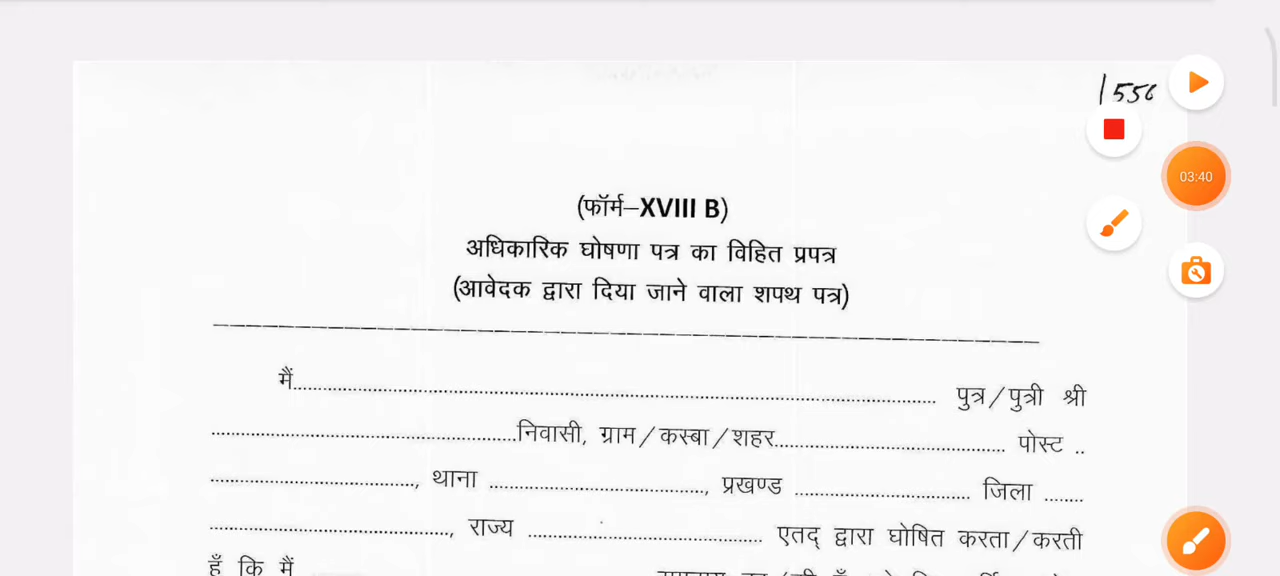 1556
03:40
(फॉर्म–XVIII B)
अधिकारिक घोषणा पत्र का विहित प्रपत्र
(आवेदक द्वारा दिया जाने वाला शपथ पत्र)
मैं.................................................................................................... पुत्र/पुत्री श्री
......................................................निवासी, ग्राम/कस्बा/शहर......................................... पोस्ट ..
...................................., थाना ......................................, प्रखण्ड ............................... जिला .......
.........................................., राज्य ......................................... एतद् द्वारा घोषित करता/करती
हूँ कि मैं